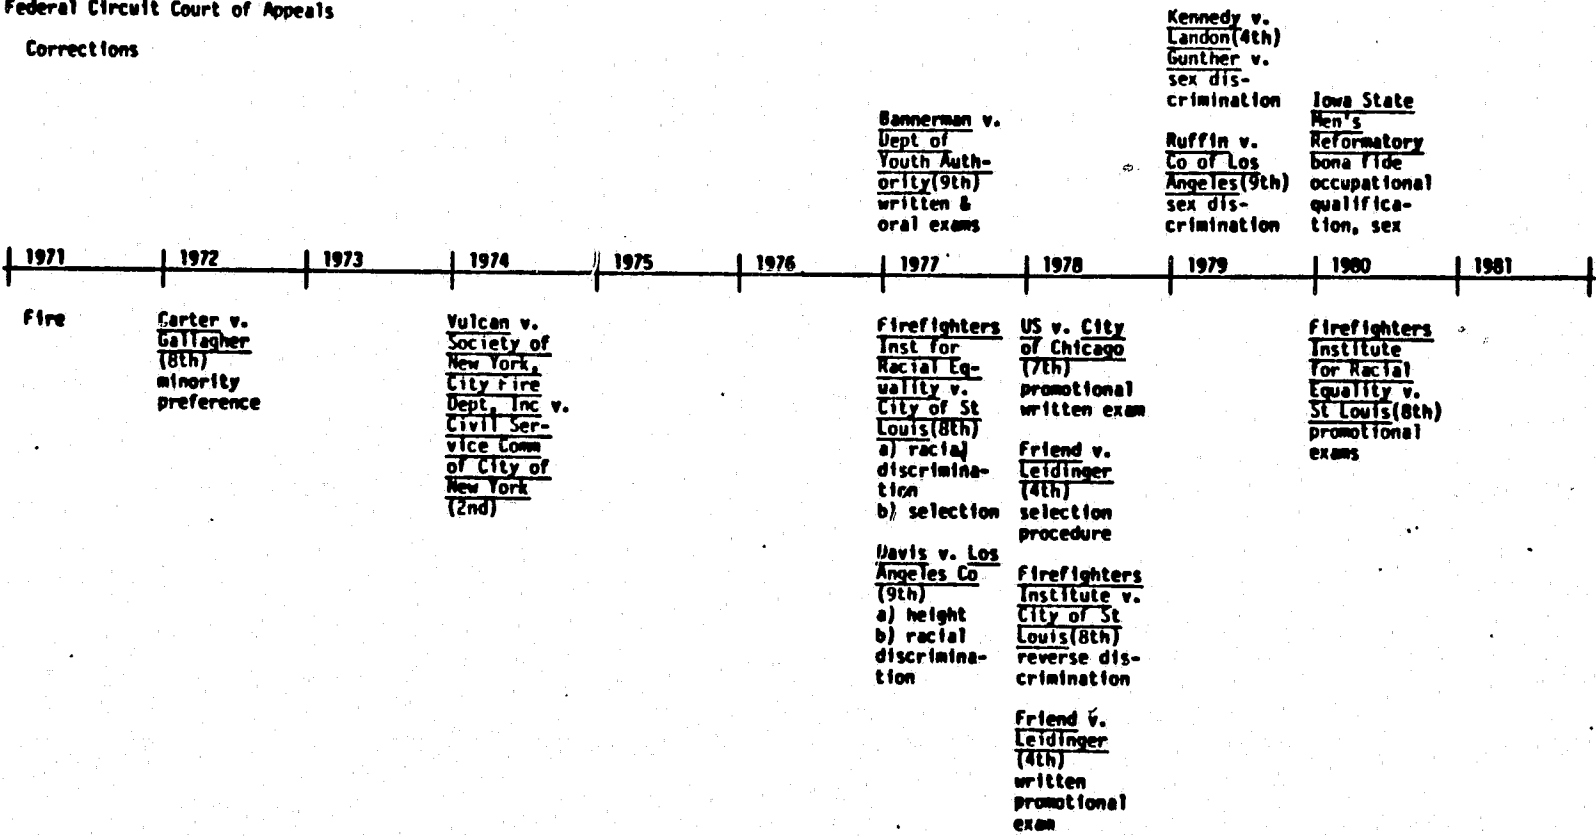 Federal Circuit Court of Appeals
Corrections
Kennedy v.
Landon(4th)
Gunther v.
sex dis-
crimination
Bannerman v.
Dept of
Youth Auth-
ority(9th)
written &
oral exams
Ruffin v.
Co of Los
Angeles(9th)
sex dis-
crimination
Iowa State
Men's
Reformatory
bona fide
occupational
qualifica-
tion, sex
1971 1972 1973 1974 1975 1976 1977 1978 1979 1980 1981
Fire
Carter v.
Gallagher
(8th)
minority
preference
Vulcan v.
Society of
New York,
City Fire
Dept, Inc v.
Civil Ser-
vice Comm
of City of
New York
(2nd)
Firefighters
Inst for
Racial Eq-
uality v.
City of St
Louis(8th)
a) racial
discrimina-
tion
b) selection
Davis v. Los
Angeles Co
(9th)
a) height
b) racial
discrimina-
tion
US v. City
of Chicago
(7th)
promotional
written exam
Friend v.
Leidinger
(4th)
selection
procedure
Firefighters
Institute v.
City of St
Louis(8th)
reverse dis-
crimination
Friend v.
Leidinger
(4th)
written
promotional
exam
Firefighters
Institute
for Racial
Equality v.
St Louis(8th)
promotional
exams